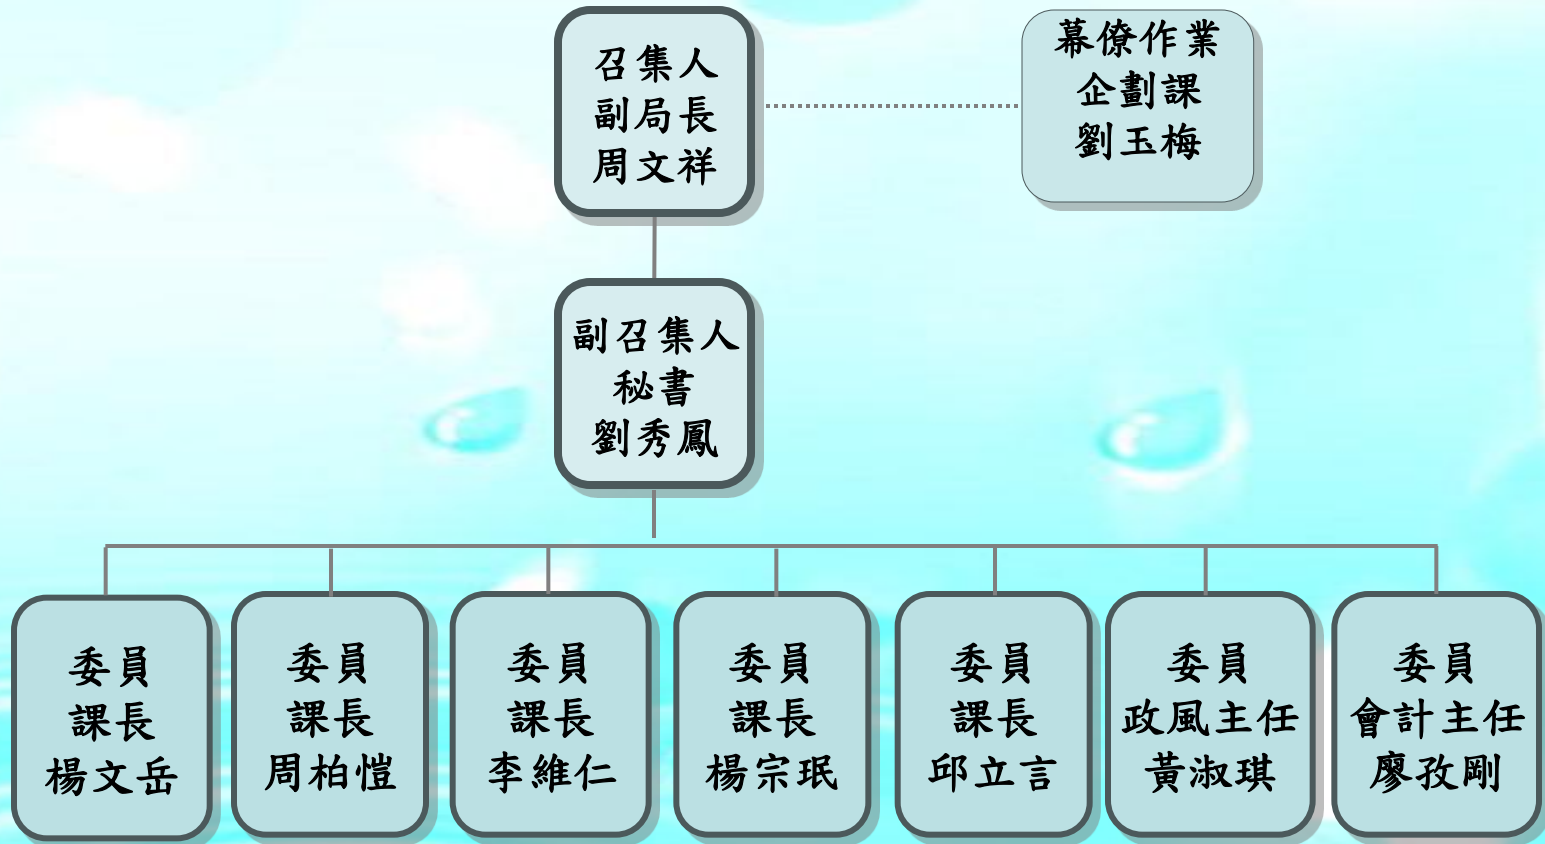 召集人
副局長
周文祥
幕僚作業
企劃課
劉玉梅
副召集人
秘書
劉秀鳳
委員
課長
楊文岳
委員
課長
周柏愷
委員
課長
李維仁
委員
課長
楊宗珉
委員
課長
邱立言
委員
政風主任
黃淑琪
委員
會計主任
廖孜剛